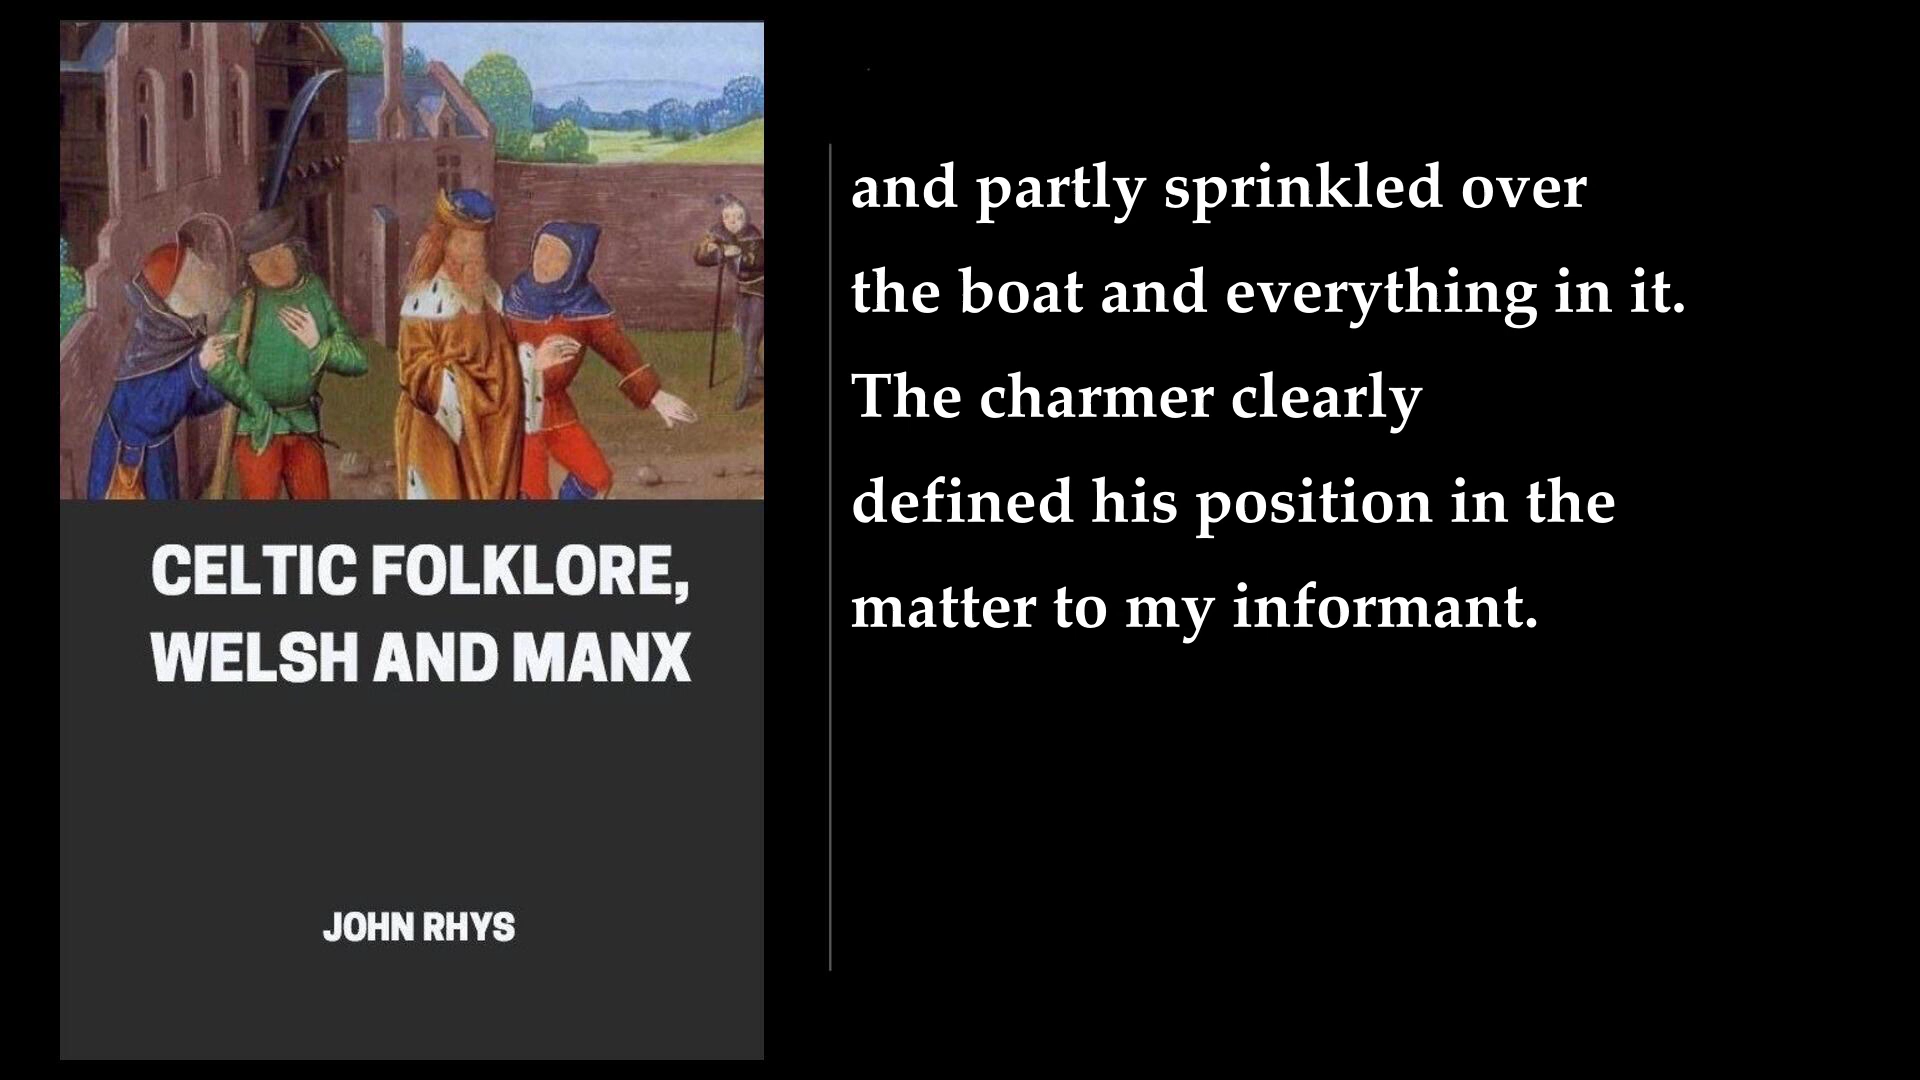 CELTIC FOLKLORE,
WELSH AND MANX
JOHN RHYS
and partly sprinkled over
the boat and everything in it.
The charmer clearly
defined his position in the
matter to my informant.